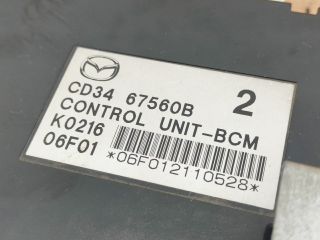 CD34 67560B 2
CONTROL UNIT-BCM
K0216
06F01
*06F012110528*